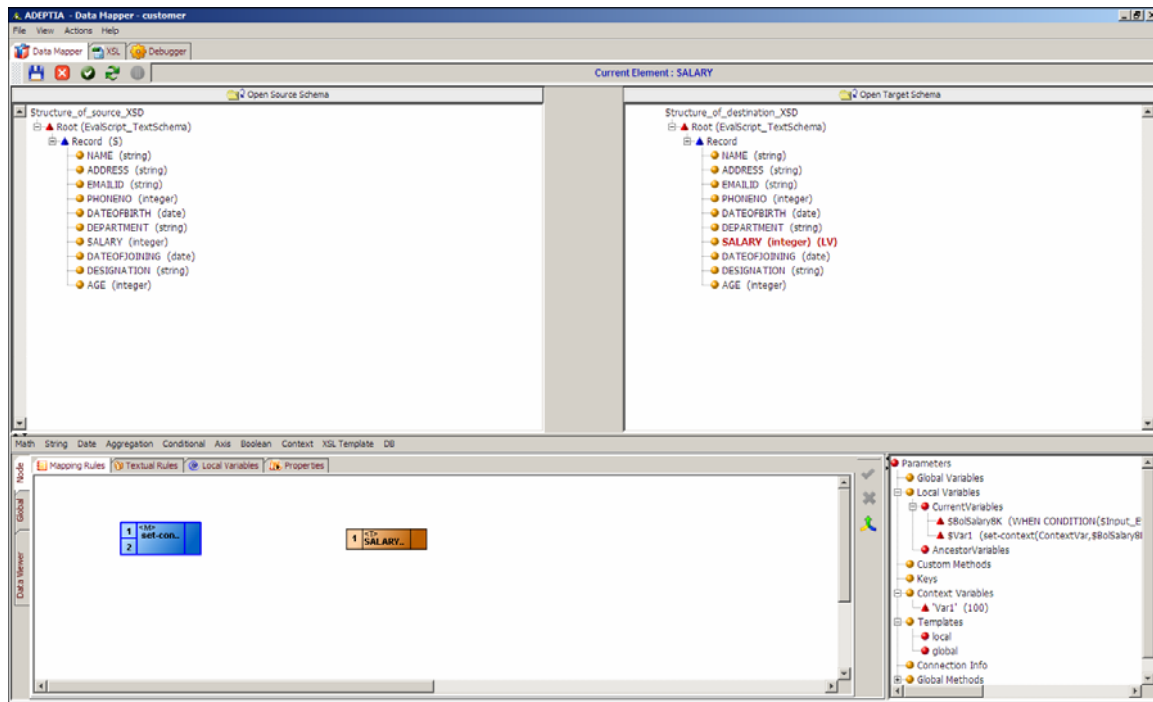 ADEPTIA - Data Mapper - customer
File View Actions Help
Data Mapper XSL Debugger
Current Element : SALARY
Open Source Schema
Open Target Schema
Structure_of_source_XSD
Root (EvalScript_TextSchema)
Record (S)
NAME (string)
ADDRESS (string)
EMAILID (string)
PHONENO (integer)
DATEOFBIRTH (date)
DEPARTMENT (string)
SALARY (integer)
DATEOFJOINING (date)
DESIGNATION (string)
AGE (integer)
Structure_of_destination_XSD
Root (EvalScript_TextSchema)
Record
NAME (string)
ADDRESS (string)
EMAILID (string)
PHONENO (integer)
DATEOFBIRTH (date)
DEPARTMENT (string)
SALARY (integer) (LV)
DATEOFJOINING (date)
DESIGNATION (string)
AGE (integer)
Math String Date Aggregation Conditional Axis Boolean Context XSL Template DB
Node
Global
Data Viewer
Mapping Rules Textual Rules Local Variables Properties
1 <M>
set-con..
2
1 <T>
SALARY_
Parameters
Global Variables
Local Variables
CurrentVariables
$BolSalary8K (WHEN CONDITION($Input_E
$Var1 (set-context(ContextVar,$BolSalary8
AncestorVariables
Custom Methods
Keys
Context Variables
'Var1' (100)
Templates
local
global
Connection Info
Global Methods